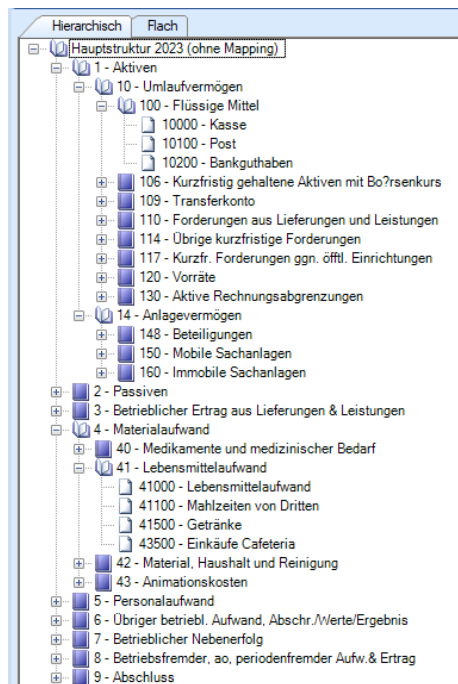 Hierarchisch Flach
Hauptstruktur 2023 (ohne Mapping)
1 - Aktiven
10 - Umlaufvermögen
100 - Flüssige Mittel
10000 - Kasse
10100 - Post
10200 - Bankguthaben
106 - Kurzfristig gehaltene Aktiven mit Bo?rsenkurs
109 - Transferkonto
110 - Forderungen aus Lieferungen und Leistungen
114 - Übrige kurzfristige Forderungen
117 - Kurzfr. Forderungen ggn. öfftl. Einrichtungen
120 - Vorräte
130 - Aktive Rechnungsabgrenzungen
14 - Anlagevermögen
148 - Beteiligungen
150 - Mobile Sachanlagen
160 - Immobile Sachanlagen
2 - Passiven
3 - Betrieblicher Ertrag aus Lieferungen & Leistungen
4 - Materialaufwand
40 - Medikamente und medizinischer Bedarf
41 - Lebensmittelaufwand
41000 - Lebensmittelaufwand
41100 - Mahlzeiten von Dritten
41500 - Getränke
43500 - Einkäufe Cafeteria
42 - Material, Haushalt und Reinigung
43 - Animationskosten
5 - Personalaufwand
6 - Übriger betriebl. Aufwand, Abschr./Werte/Ergebnis
7 - Betrieblicher Nebenerfolg
8 - Betriebsfremder, ao, periodenfremder Aufw.& Ertrag
9 - Abschluss